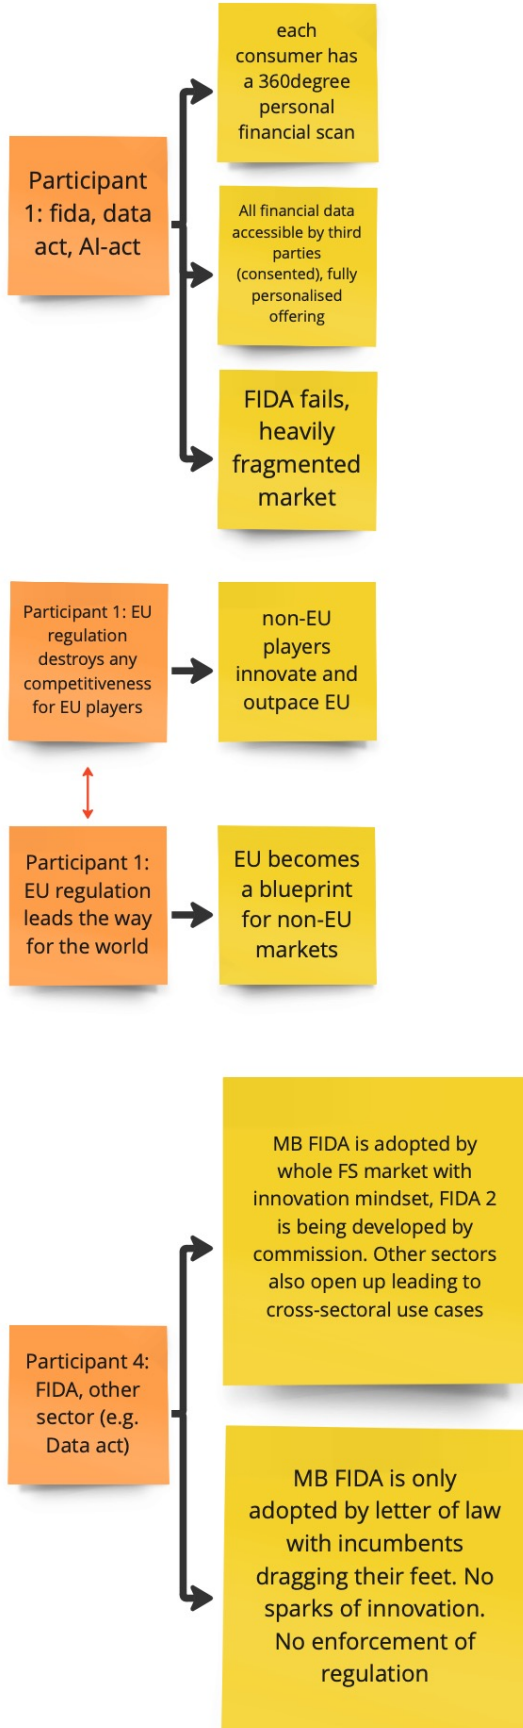 each
consumer has
a 360degree
personal
financial scan
Participant
1: fida, data
act, AI-act
All financial data
accessible by third
parties
(consented), fully
personalised
offering
FIDA fails,
heavily
fragmented
market
Participant 1: EU
regulation
destroys any
competitiveness
for EU players
non-EU
players
innovate and
outpace EU
Participant 1:
EU regulation
leads the way
for the world
EU becomes
a blueprint
for non-EU
markets
MB FIDA is adopted by
whole FS market with
innovation mindset, FIDA 2
is being developed by
commission. Other sectors
also open up leading to
cross-sectoral use cases
Participant 4:
FIDA, other
sector (e.g.
Data act)
MB FIDA is only
adopted by letter of law
with incumbents
dragging their feet. No
sparks of innovation.
No enforcement of
regulation